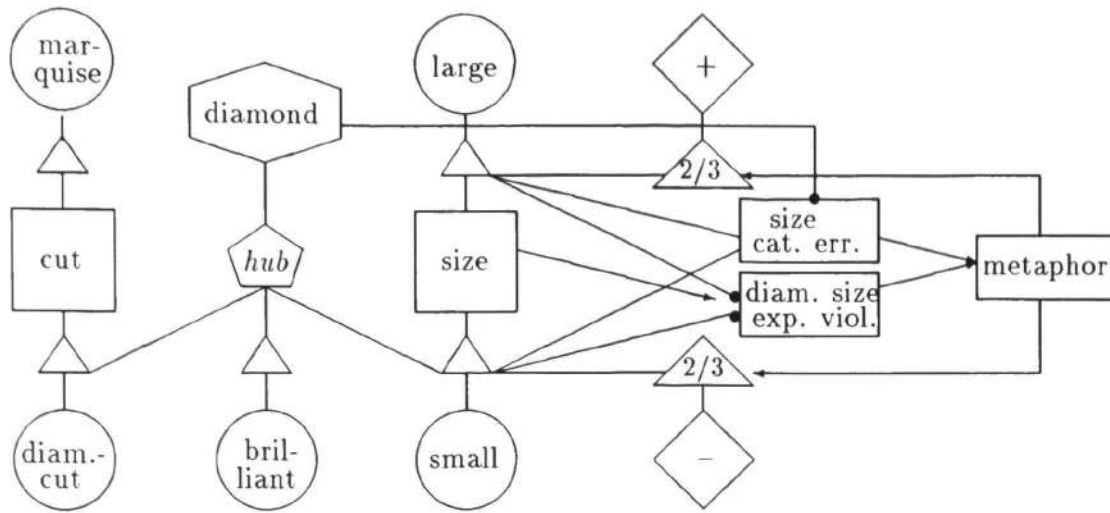 mar-
quise
large
+
diamond
2/3
size
cat. err.
cut
hub
size
metaphor
diam. size
exp. viol.
2/3
diam.-
cut
bril-
liant
small
–